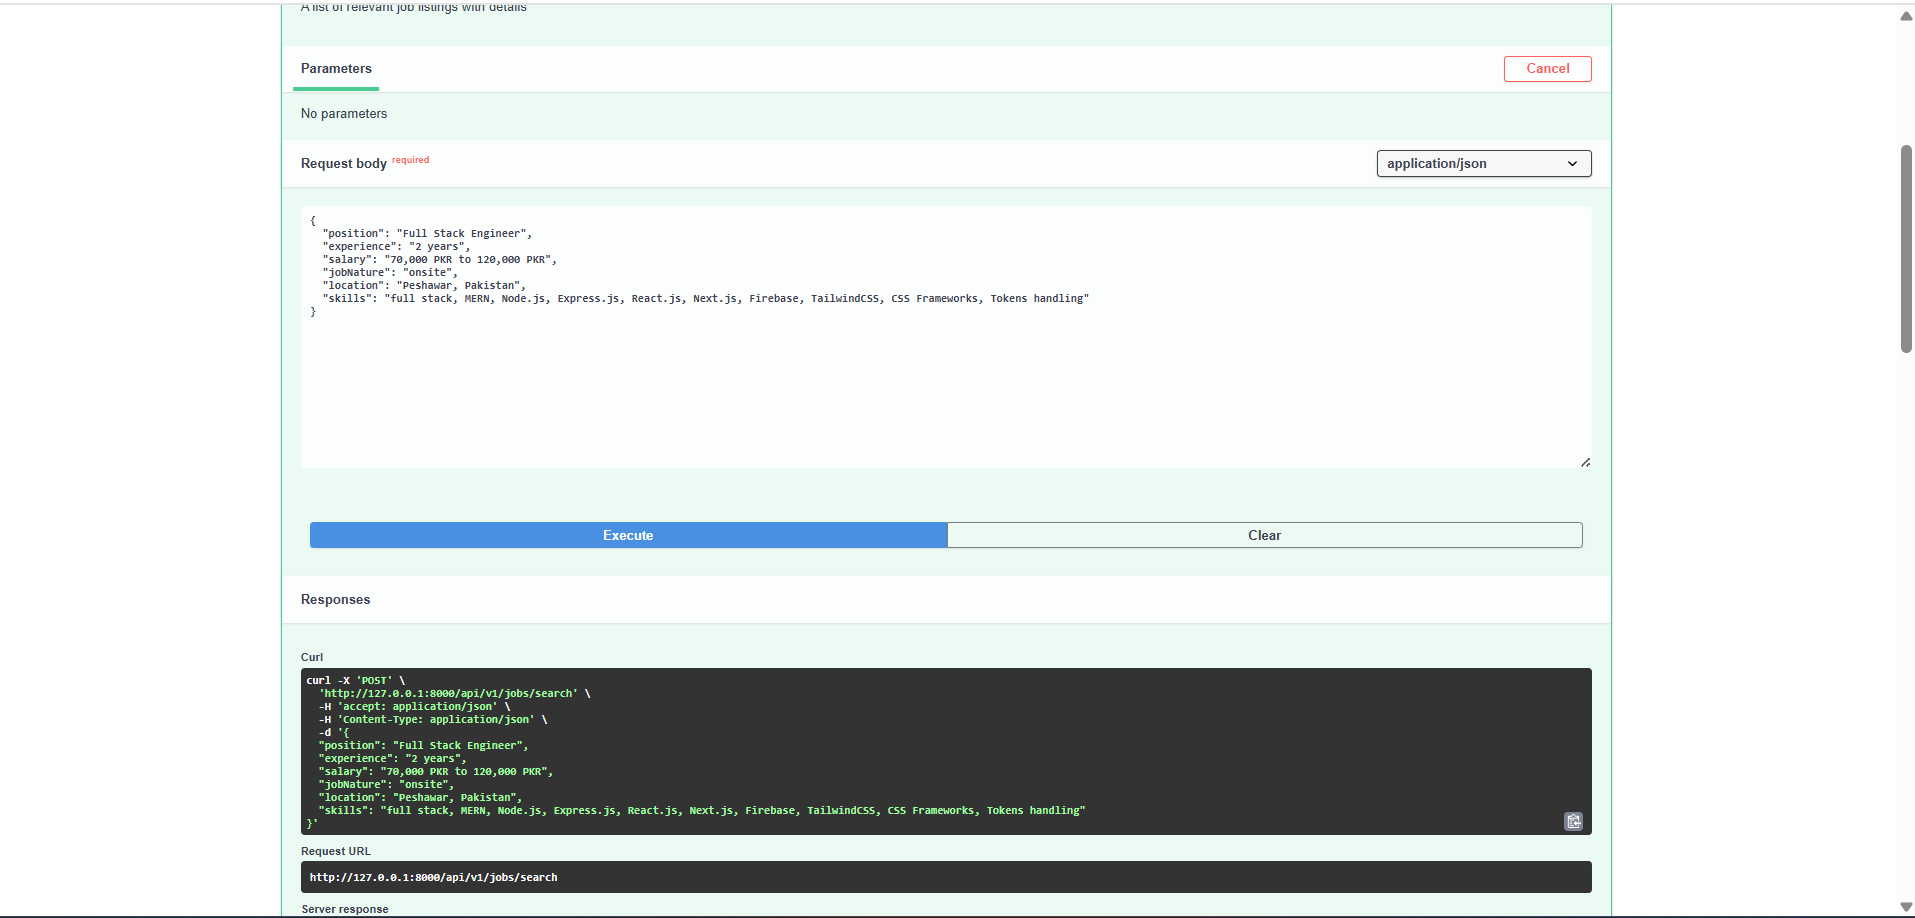 A list of relevant job listings with details
Parameters
Cancel
No parameters
Request body required
application/json
{
  "position": "Full Stack Engineer",
  "experience": "2 years",
  "salary": "70,000 PKR to 120,000 PKR",
  "jobNature": "onsite",
  "location": "Peshawar, Pakistan",
  "skills": "full stack, MERN, Node.js, Express.js, React.js, Next.js, Firebase, TailwindCSS, CSS Frameworks, Tokens handling"
}
Execute
Clear
Responses
Curl
curl -X 'POST' \
  'http://127.0.0.1:8000/api/v1/jobs/search' \
  -H 'accept: application/json' \
  -H 'Content-Type: application/json' \
  -d '{
  "position": "Full Stack Engineer",
  "experience": "2 years",
  "salary": "70,000 PKR to 120,000 PKR",
  "jobNature": "onsite",
  "location": "Peshawar, Pakistan",
  "skills": "full stack, MERN, Node.js, Express.js, React.js, Next.js, Firebase, TailwindCSS, CSS Frameworks, Tokens handling"
}'
Request URL
http://127.0.0.1:8000/api/v1/jobs/search
Server response